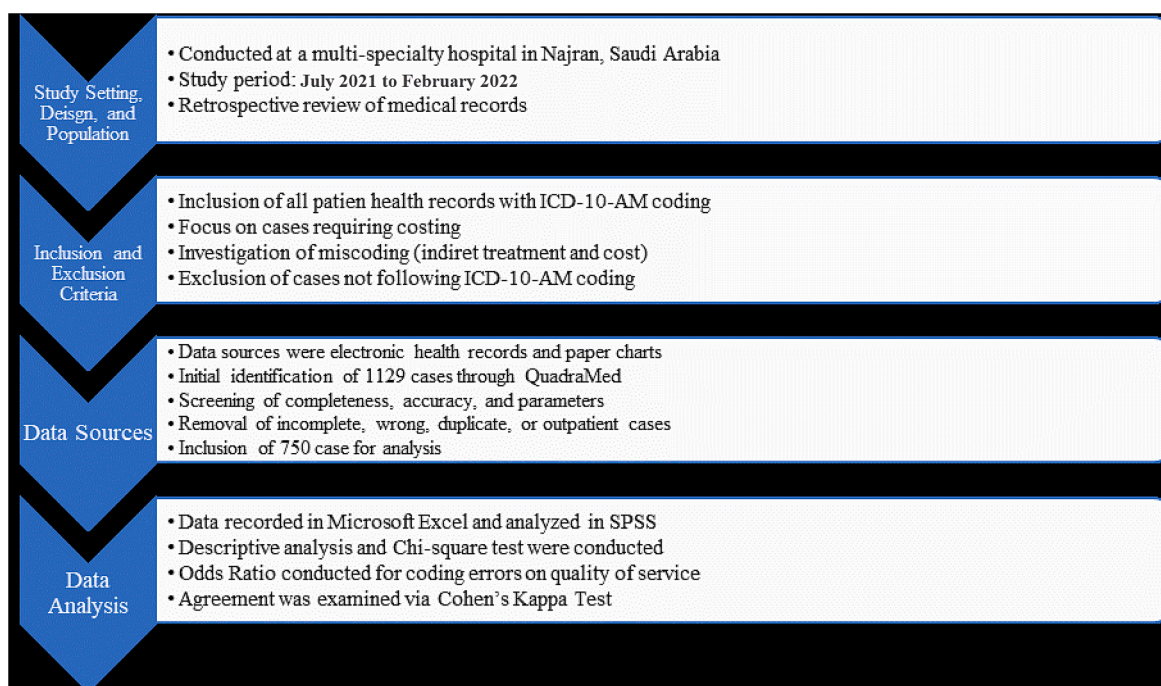 Study Setting,
Deisgn, and
Population
• Conducted at a multi-specialty hospital in Najran, Saudi Arabia
• Study period: July 2021 to February 2022
• Retrospective review of medical records
Inclusion and
Exclusion
Criteria
• Inclusion of all patien health records with ICD-10-AM coding
• Focus on cases requiring costing
• Investigation of miscoding (indiret treatment and cost)
• Exclusion of cases not following ICD-10-AM coding
Data Sources
• Data sources were electronic health records and paper charts
• Initial identification of 1129 cases through QuadraMed
• Screening of completeness, accuracy, and parameters
• Removal of incomplete, wrong, duplicate, or outpatient cases
• Inclusion of 750 case for analysis
Data
Analysis
• Data recorded in Microsoft Excel and analyzed in SPSS
• Descriptive analysis and Chi-square test were conducted
• Odds Ratio conducted for coding errors on quality of service
• Agreement was examined via Cohen's Kappa Test